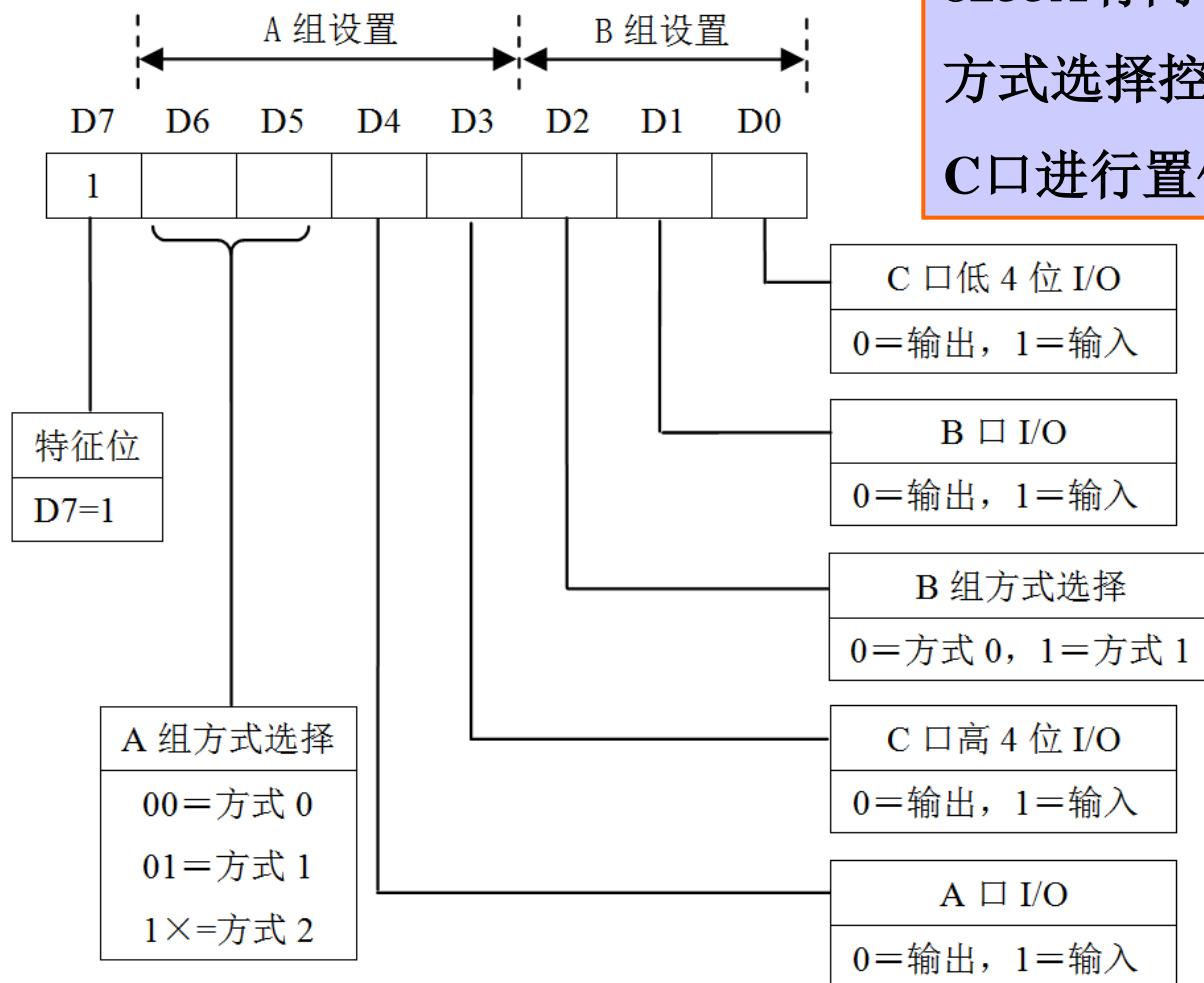 A 组设置
B 组设置
方式选择控
C口进行置
D7 D6 D5 D4 D3 D2 D1 D0
1
C 口低 4 位 I/O
0＝输出，1＝输入
B 口 I/O
0＝输出，1＝输入
特征位
D7=1
B 组方式选择
0＝方式 0，1＝方式 1
A 组方式选择
00＝方式 0
01＝方式 1
1×=方式 2
C 口高 4 位 I/O
0＝输出，1＝输入
A 口 I/O
0＝输出，1＝输入